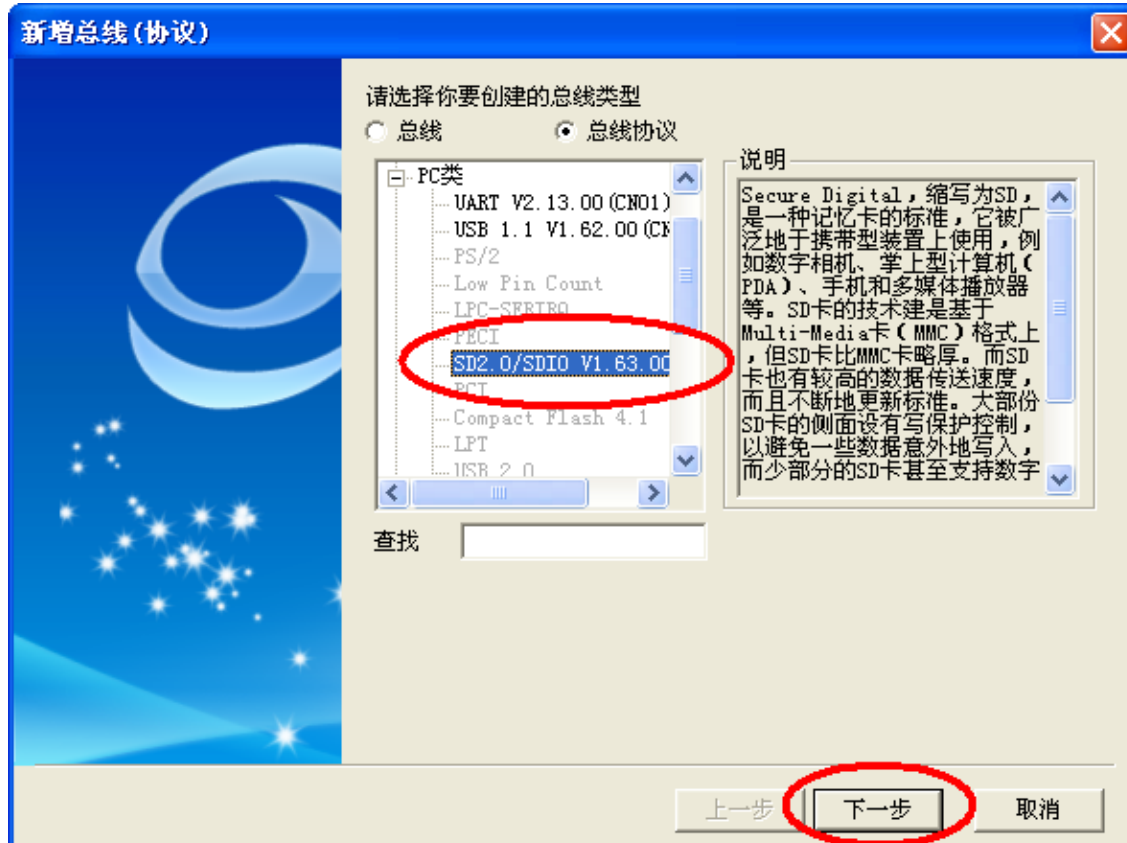 新增总线(协议)
请选择你要创建的总线类型
总线 总线协议
PC类
UART V2.13.00(CN01)
USB 1.1 V1.62.00(CN
PS/2
Low Pin Count
LPC-SERIRQ
PECI
SD2.0/SDIO V1.63.00
PCI
Compact Flash 4.1
LPT
USB 2.0
说明
Secure Digital,缩写为SD,
是一种记忆卡的标准,它被广
泛地于携带型装置上使用,例
如数字相机、掌上型计算机(
PDA)、手机和多媒体播放器
等。SD卡的技术建是基于
Multi-Media卡(MMC)格式上
,但SD卡比MMC卡略厚。而SD
卡也有较高的数据传送速度,
而且不断地更新标准。大部份
SD卡的侧面设有写保护控制,
以避免一些数据意外地写入,
而少部分的SD卡甚至支持数字
查找
上一步 下一步 取消